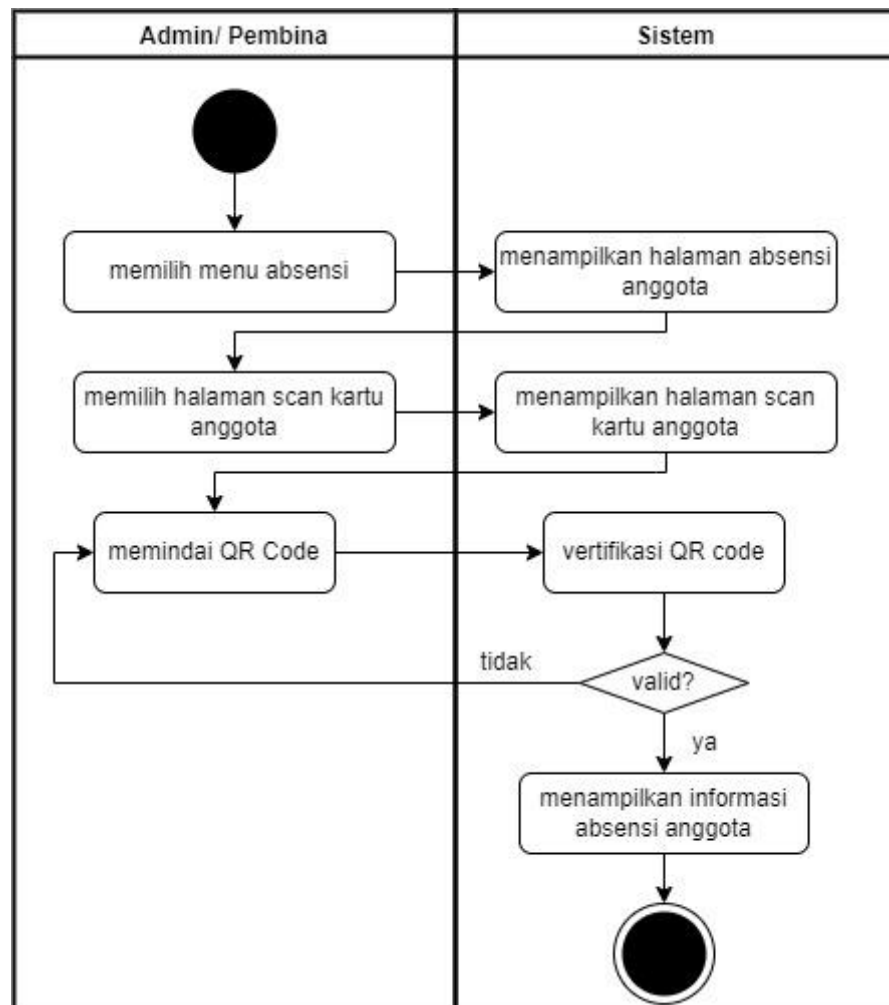 Admin/ Pembina
Sistem
memilih menu absensi
menampilkan halaman absensi
anggota
memilih halaman scan kartu
anggota
menampilkan halaman scan
kartu anggota
memindai QR Code
vertifikasi QR code
tidak
valid?
ya
menampilkan informasi
absensi anggota